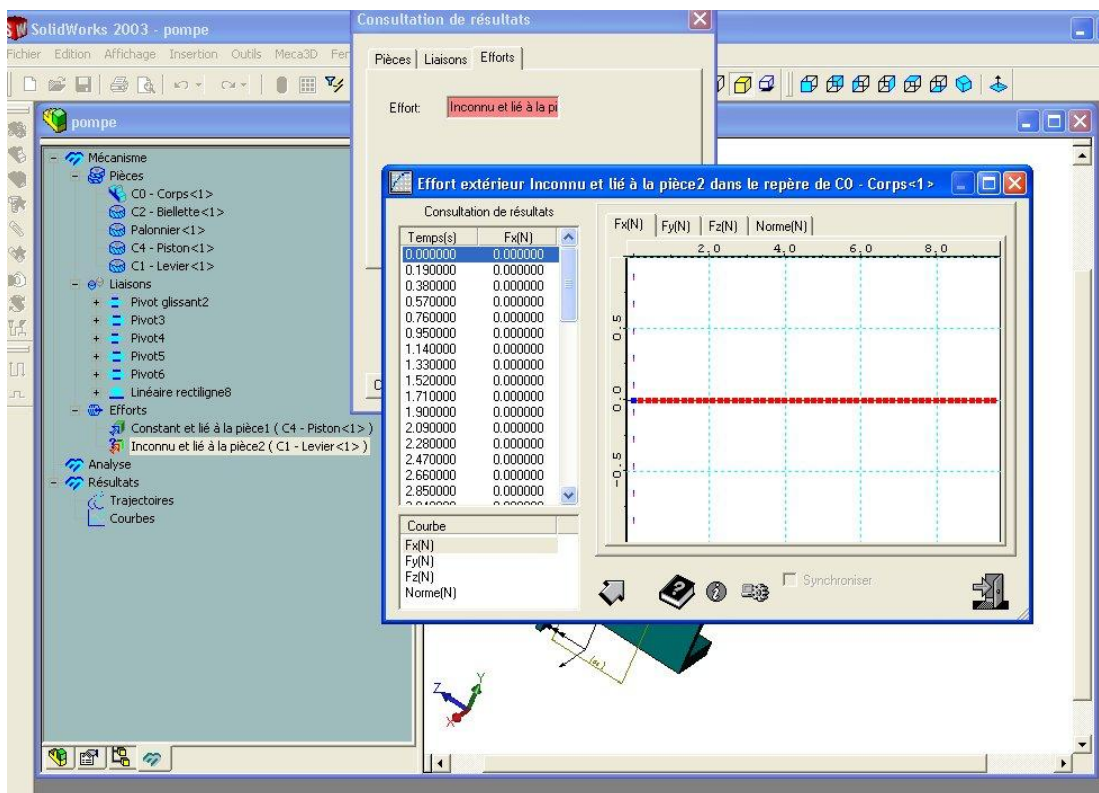 SolidWorks 2003 - pompe
Fichier Edition Affichage Insertion Outils Meca3D
pompe
Mécanisme
Pièces
C0 - Corps<1>
C2 - Biellette<1>
Palonnier<1>
C4 - Piston<1>
C1 - Levier<1>
Liaisons
Pivot glissant2
Pivot3
Pivot4
Pivot5
Pivot6
Linéaire rectiligne8
Efforts
Constant et lié à la pièce1 ( C4 - Piston<1> )
Inconnu et lié à la pièce2 ( C1 - Levier<1> )
Analyse
Résultats
Trajectoires
Courbes
Consultation de résultats
Pièces Liaisons Efforts
Effort: Inconnu et lié à la pi
Effort extérieur Inconnu et lié à la pièce2 dans le repère de C0 - Corps<1>
Consultation de résultats
Temps(s) Fx(N)
0.000000 0.000000
0.190000 0.000000
0.380000 0.000000
0.570000 0.000000
0.760000 0.000000
0.950000 0.000000
1.140000 0.000000
1.330000 0.000000
1.520000 0.000000
1.710000 0.000000
1.900000 0.000000
2.090000 0.000000
2.280000 0.000000
2.470000 0.000000
2.660000 0.000000
2.850000 0.000000
Courbe
Fx(N)
Fy(N)
Fz(N)
Norme(N)
Fx(N) Fy(N) Fz(N) Norme(N)
2.0 4.0 6.0 8.0
0.5
0.0
-0.5
Synchroniser
Z Y
X